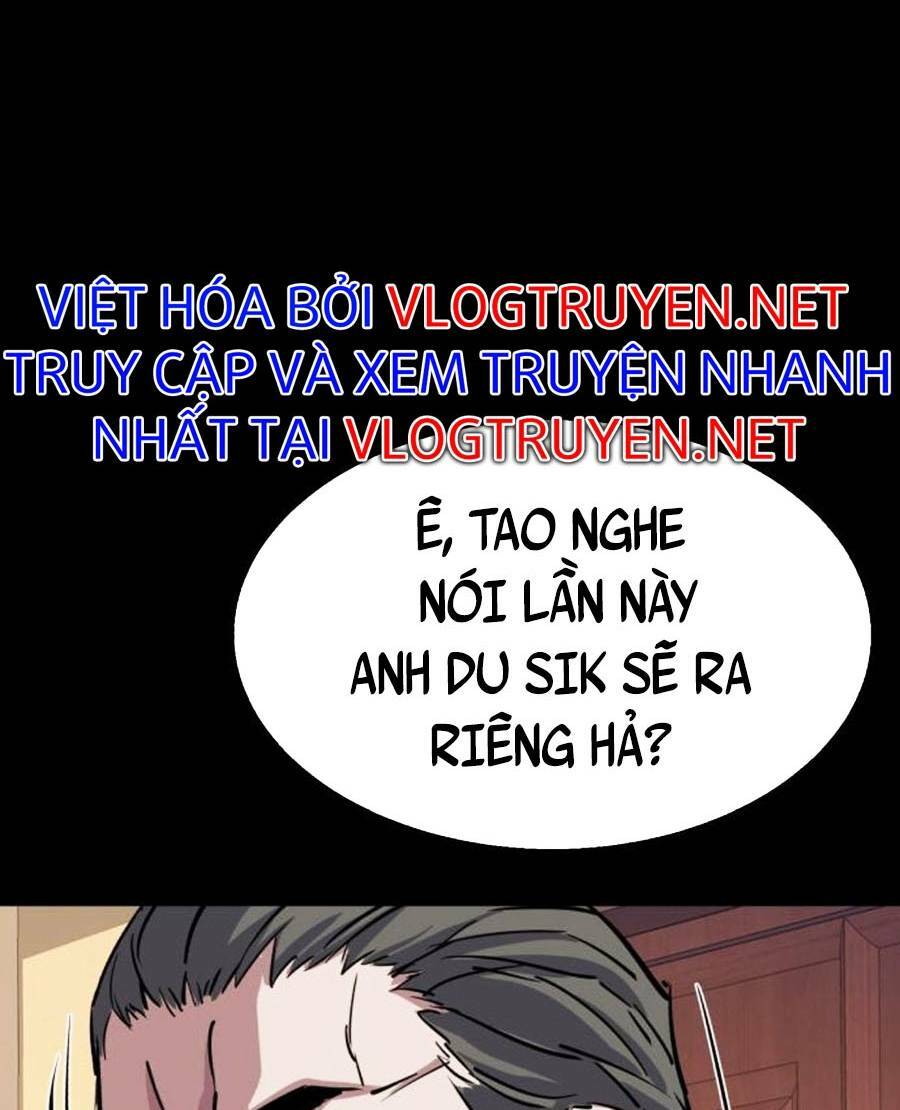 VIỆT HÓA BỞI VLOGTRUYEN.NET
TRUY CẬP VÀ XEM TRUYỆN NHANH
NHẤT TẠI VLOGTRUYEN.NET
Ê, TAO NGHE
NÓI LẦN NÀY
ANH DU SIK SẼ RA
RIÊNG HẢ?